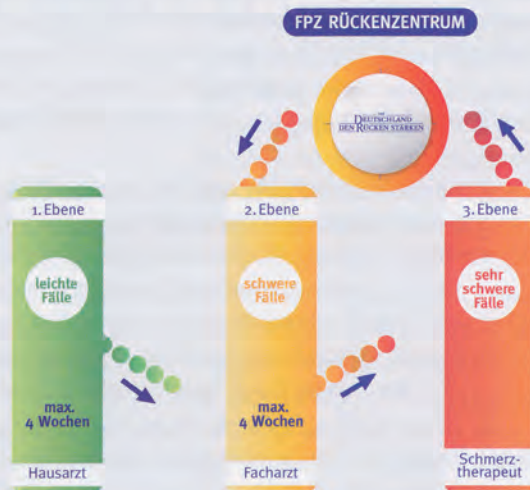 FPZ RÜCKENZENTRUM
DEUTSCHLAND
DEN RÜCKEN STÄRKEN
1. Ebene
2. Ebene
3. Ebene
leichte
Fälle
schwere
Fälle
sehr
schwere
Fälle
max.
4 Wochen
max.
4 Wochen
Hausarzt
Facharzt
Schmerz-
therapeut